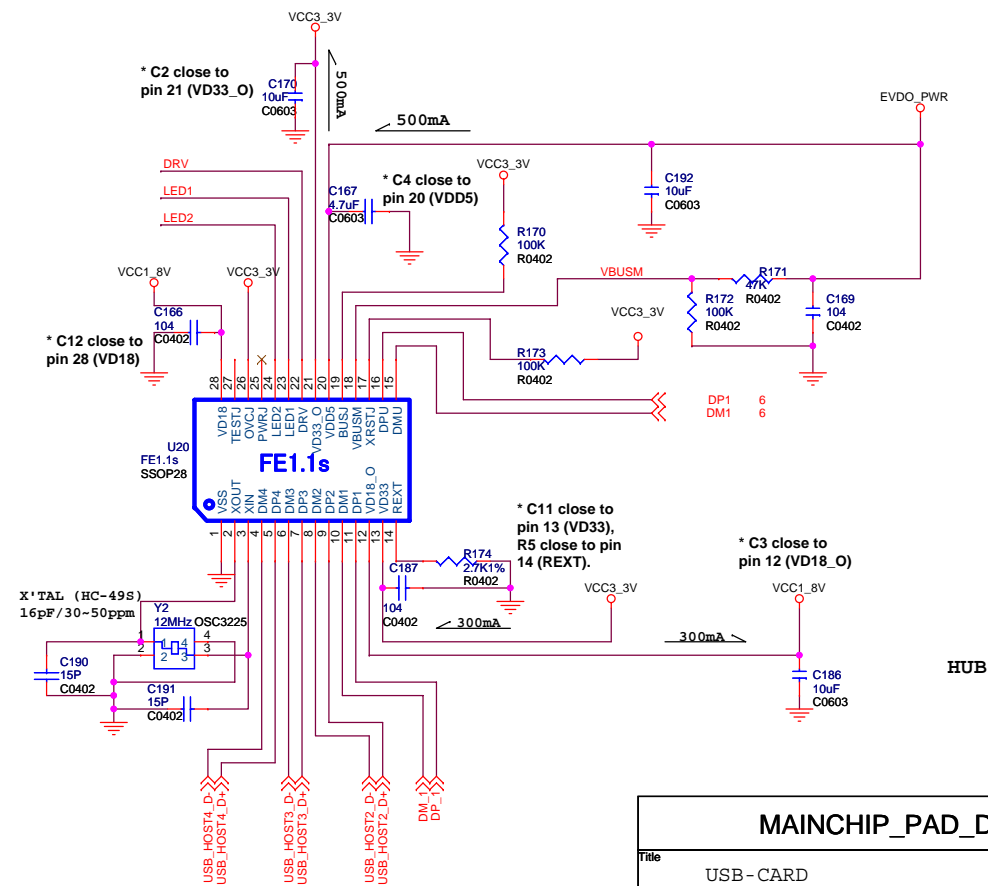 VCC3_3V
* C2 close to
pin 21 (VD33_O)
C170
10uF
C0603
500mA
500mA
EVDO_PWR
DRV
LED1
LED2
* C4 close to
pin 20 (VDD5)
C167
4.7uF
C0603
VCC3_3V
C192
10uF
C0603
R170
100K
R0402
VBUSM
R171
47K
R0402
R172
100K
R0402
C169
104
C0402
VCC1_8V
VCC3_3V
C166
104
C0402
* C12 close to
pin 28 (VD18)
VCC3_3V
R173
100K
R0402
DP1 6
DM1 6
28 27 26 25 24 23 22 21 20 19 18 17 16 15
VD18 TESTJ OVCJ PWRJ LED2 LED1 DRV VD33_O VDD5 BUSJ VBUSM XRSTJ DPU DMU
U20
FE1.1s
SSOP28
FE1.1s
VSS XOUT XIN DM4 DP4 DM3 DP3 DM2 DP2 DM1 DP1 VD18_O VD33 REXT
1 2 3 4 5 6 7 8 9 10 11 12 13 14
* C11 close to
pin 13 (VD33),
R5 close to pin
14 (REXT).
* C3 close to
pin 12 (VD18_O)
R174
2.7K1%
R0402
C187
104
C0402
VCC3_3V
VCC1_8V
300mA
300mA
X'TAL (HC-49S)
16pF/30~50ppm
Y2
12MHz OSC3225
1 1 4 4
2 2 3 3
C190
15P
C0402
C191
15P
C0402
C186
10uF
C0603
HUB
USB_HOST4_D-
USB_HOST4_D+
USB_HOST3_D-
USB_HOST3_D+
USB_HOST2_D-
USB_HOST2_D+
DM_1
DP_1
MAINCHIP_PAD_D
Title
USB-CARD